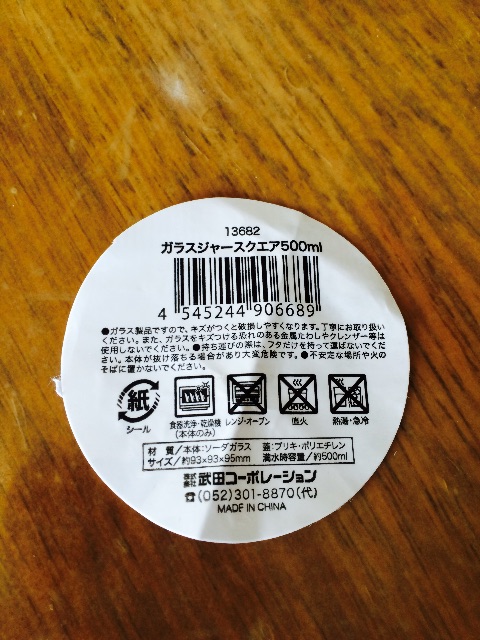 13682
ガラスジャースクエア500ml
4 545244 906689
●ガラス製品ですので、キズがつくと破損しやすくなります。丁寧にお取り扱い
ください。また、ガラスをキズつける恐れのある金属たわしやクレンザー等は
使用しないでください。●持ち運びの際は、フタだけを持って運ばないでくださ
い。本体が抜け落ちる場合があり大変危険です。●不安定な場所や火の
そばに置かないでください。
紙
シール
食器洗浄・乾燥機
(本体のみ)
レンジ・オーブン
直火
熱湯・急冷
材 質/本体:ソーダガラス 蓋:ブリキ・ポリエチレン
サイズ/約93×93×95mm 満水時容量/約500ml
株式会社 武田コーポレーション
☎(052)301-8870(代)
MADE IN CHINA